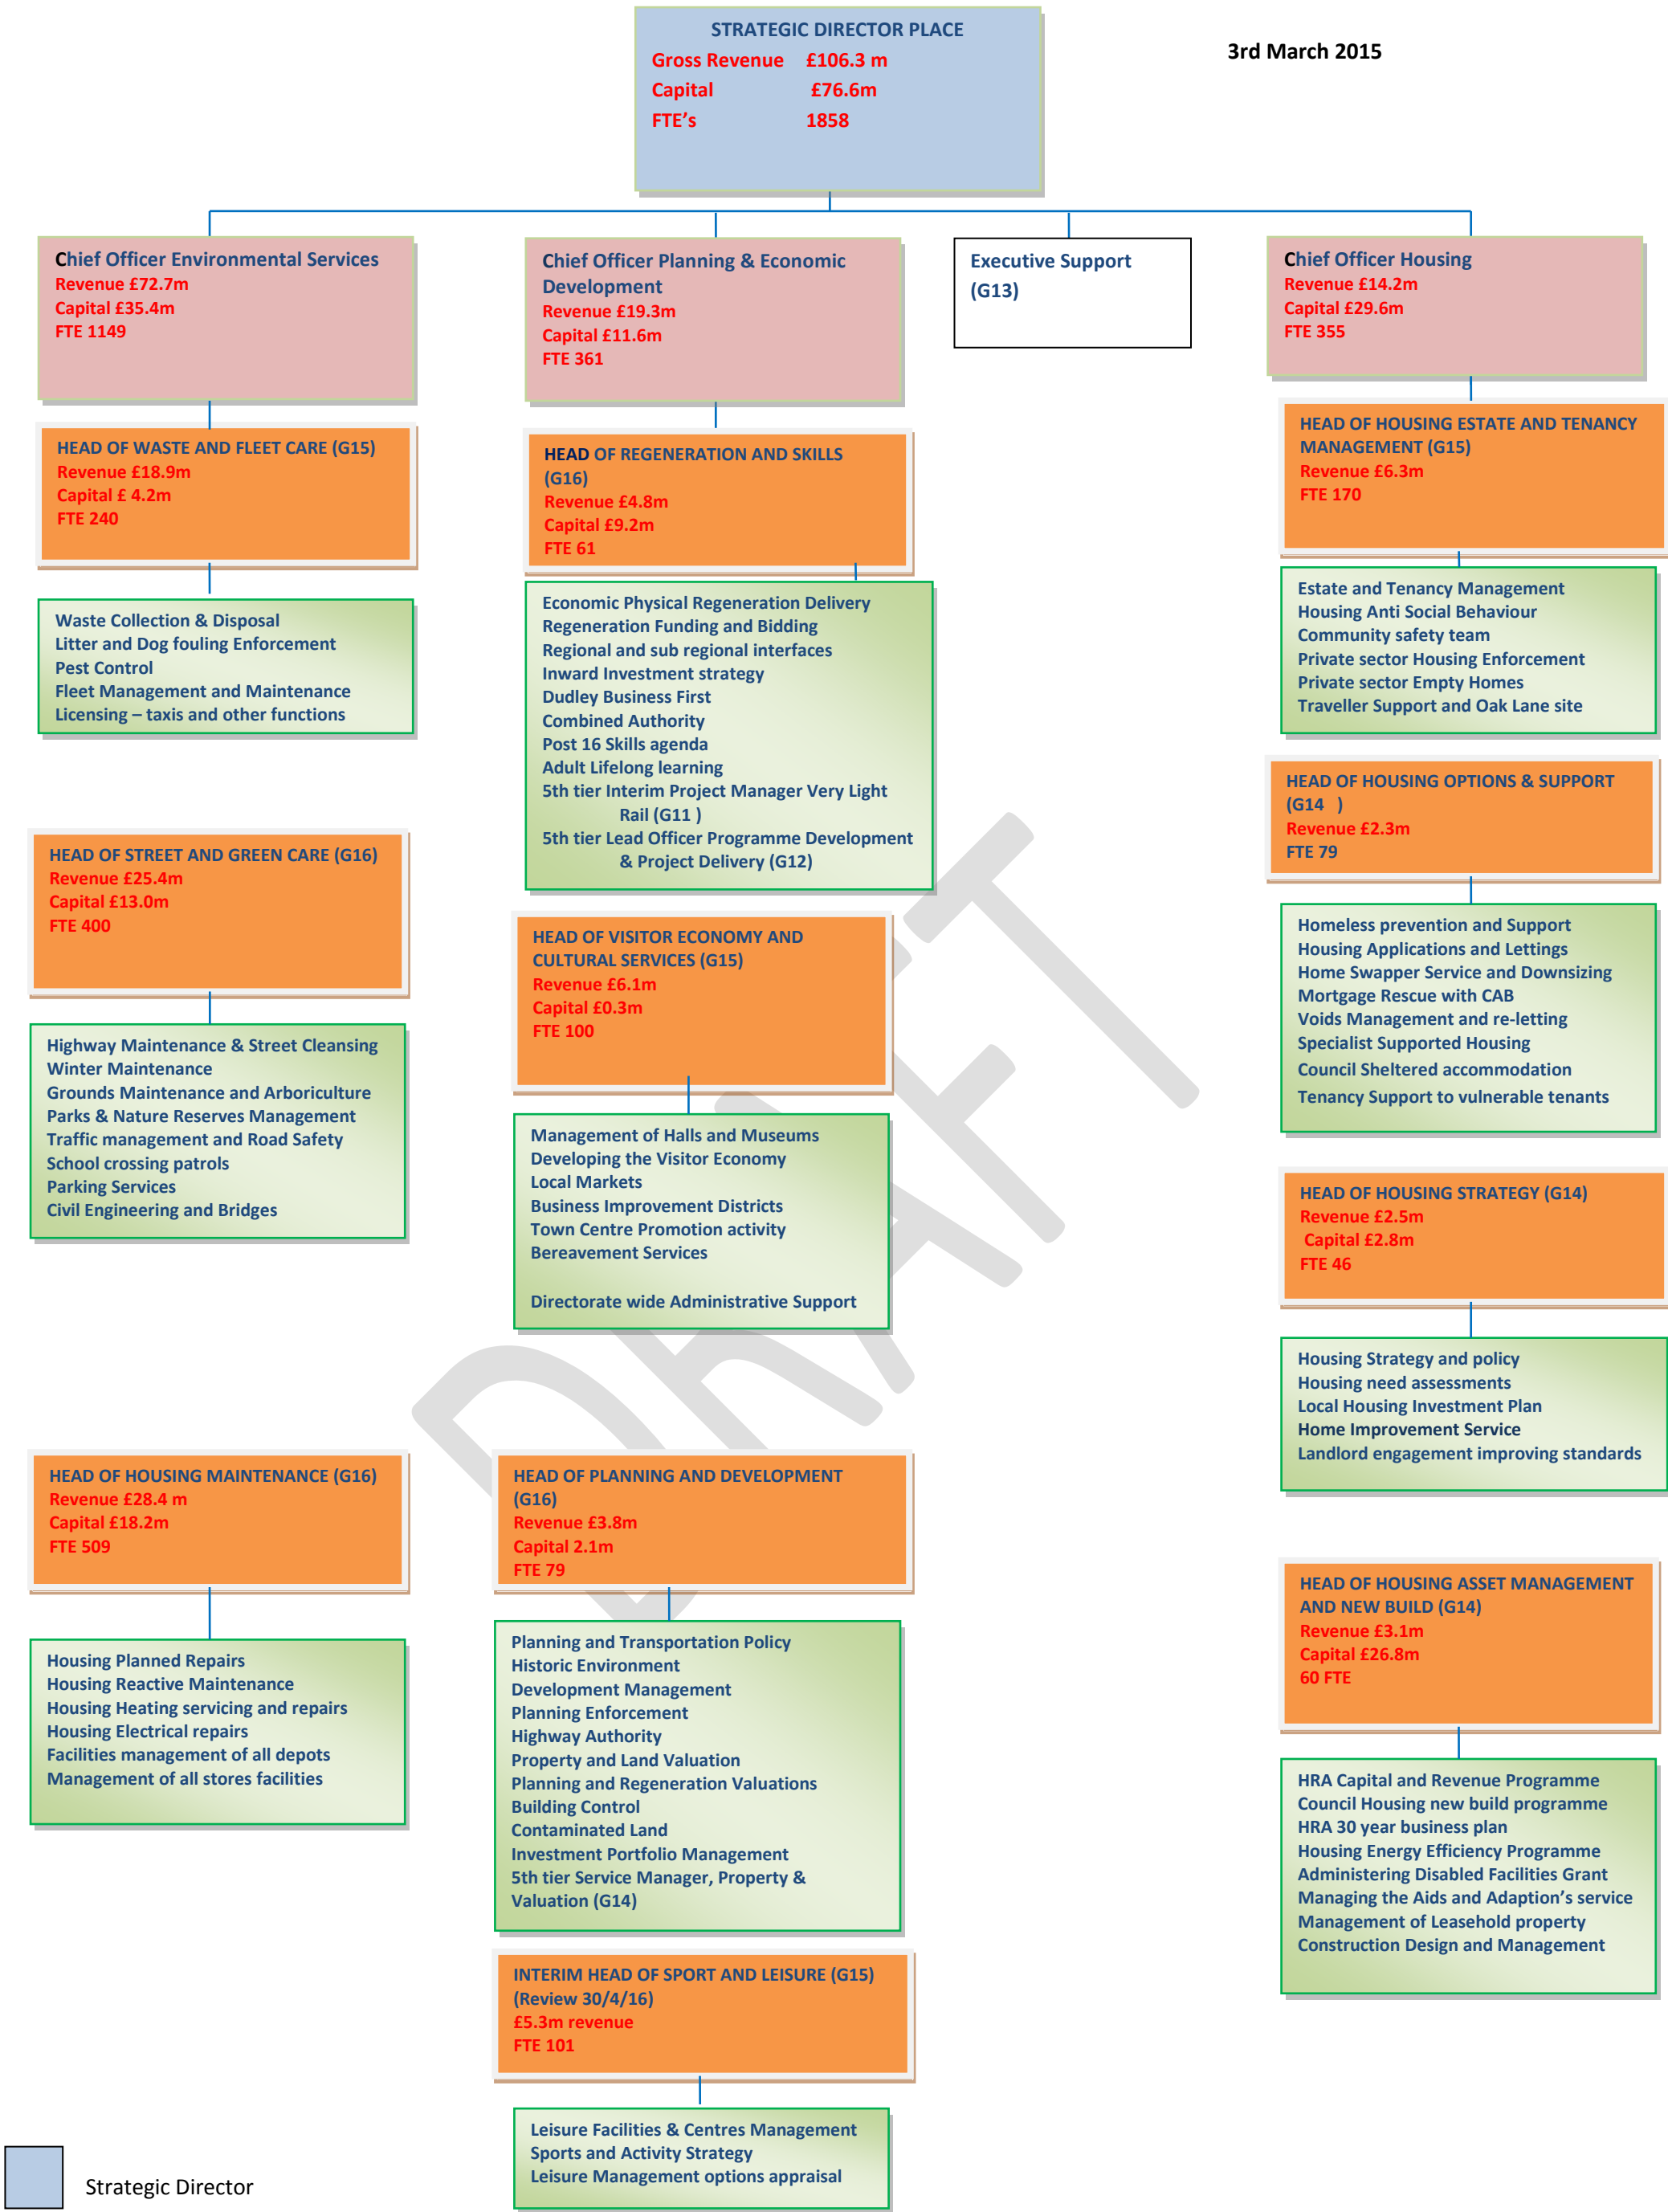 STRATEGIC DIRECTOR PLACE
Gross Revenue £106.3 m
Capital £76.6m
FTE's 1858
3rd March 2015
Chief Officer Environmental Services
Revenue £72.7m
Capital £35.4m
FTE 1149
Chief Officer Planning & Economic
Development
Revenue £19.3m
Capital £11.6m
FTE 361
Executive Support
(G13)
Chief Officer Housing
Revenue £14.2m
Capital £29.6m
FTE 355
HEAD OF WASTE AND FLEET CARE (G15)
Revenue £18.9m
Capital £ 4.2m
FTE 240
Waste Collection & Disposal
Litter and Dog fouling Enforcement
Pest Control
Fleet Management and Maintenance
Licensing – taxis and other functions
HEAD OF STREET AND GREEN CARE (G16)
Revenue £25.4m
Capital £13.0m
FTE 400
Highway Maintenance & Street Cleansing
Winter Maintenance
Grounds Maintenance and Arboriculture
Parks & Nature Reserves Management
Traffic management and Road Safety
School crossing patrols
Parking Services
Civil Engineering and Bridges
HEAD OF HOUSING MAINTENANCE (G16)
Revenue £28.4 m
Capital £18.2m
FTE 509
Housing Planned Repairs
Housing Reactive Maintenance
Housing Heating servicing and repairs
Housing Electrical repairs
Facilities management of all depots
Management of all stores facilities
HEAD OF REGENERATION AND SKILLS
(G16)
Revenue £4.8m
Capital £9.2m
FTE 61
Economic Physical Regeneration Delivery
Regeneration Funding and Bidding
Regional and sub regional interfaces
Inward Investment strategy
Dudley Business First
Combined Authority
Post 16 Skills agenda
Adult Lifelong learning
5th tier Interim Project Manager Very Light
Rail (G11 )
5th tier Lead Officer Programme Development
& Project Delivery (G12)
HEAD OF VISITOR ECONOMY AND
CULTURAL SERVICES (G15)
Revenue £6.1m
Capital £0.3m
FTE 100
Management of Halls and Museums
Developing the Visitor Economy
Local Markets
Business Improvement Districts
Town Centre Promotion activity
Bereavement Services
Directorate wide Administrative Support
HEAD OF PLANNING AND DEVELOPMENT
(G16)
Revenue £3.8m
Capital 2.1m
FTE 79
Planning and Transportation Policy
Historic Environment
Development Management
Planning Enforcement
Highway Authority
Property and Land Valuation
Planning and Regeneration Valuations
Building Control
Contaminated Land
Investment Portfolio Management
5th tier Service Manager, Property &
Valuation (G14)
INTERIM HEAD OF SPORT AND LEISURE (G15)
(Review 30/4/16)
£5.3m revenue
FTE 101
Leisure Facilities & Centres Management
Sports and Activity Strategy
Leisure Management options appraisal
HEAD OF HOUSING ESTATE AND TENANCY
MANAGEMENT (G15)
Revenue £6.3m
FTE 170
Estate and Tenancy Management
Housing Anti Social Behaviour
Community safety team
Private sector Housing Enforcement
Private sector Empty Homes
Traveller Support and Oak Lane site
HEAD OF HOUSING OPTIONS & SUPPORT
(G14 )
Revenue £2.3m
FTE 79
Homeless prevention and Support
Housing Applications and Lettings
Home Swapper Service and Downsizing
Mortgage Rescue with CAB
Voids Management and re-letting
Specialist Supported Housing
Council Sheltered accommodation
Tenancy Support to vulnerable tenants
HEAD OF HOUSING STRATEGY (G14)
Revenue £2.5m
Capital £2.8m
FTE 46
Housing Strategy and policy
Housing need assessments
Local Housing Investment Plan
Home Improvement Service
Landlord engagement improving standards
HEAD OF HOUSING ASSET MANAGEMENT
AND NEW BUILD (G14)
Revenue £3.1m
Capital £26.8m
60 FTE
HRA Capital and Revenue Programme
Council Housing new build programme
HRA 30 year business plan
Housing Energy Efficiency Programme
Administering Disabled Facilities Grant
Managing the Aids and Adaption's service
Management of Leasehold property
Construction Design and Management
DRAFT
Strategic Director